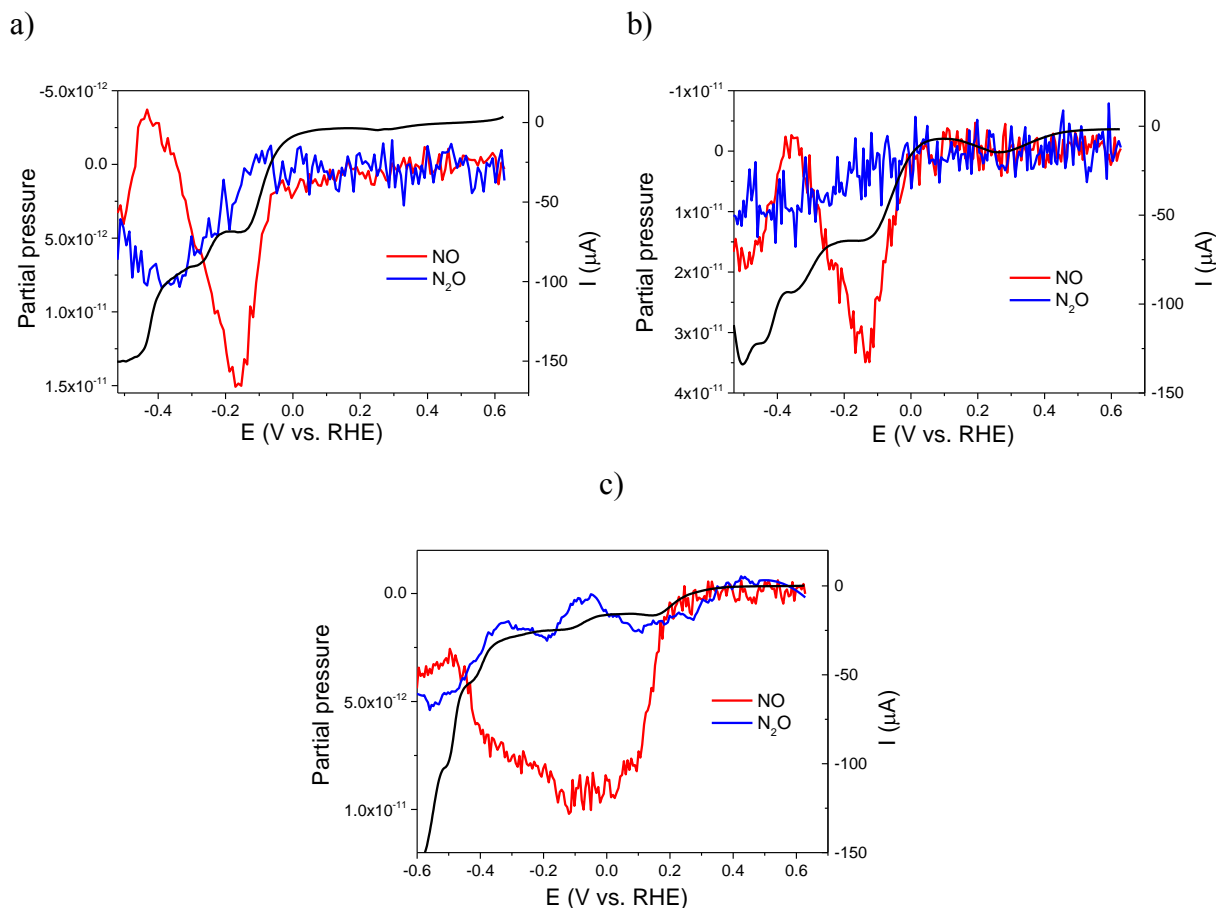 a)
-5.0x10⁻¹²
0.0
5.0x10⁻¹²
1.0x10⁻¹¹
1.5x10⁻¹¹
Partial pressure
0
-50
-100
-150
I (µA)
NO
N₂O
-0.4 -0.2 0.0 0.2 0.4 0.6
E (V vs. RHE)
b)
-1x10⁻¹¹
0
1x10⁻¹¹
2x10⁻¹¹
3x10⁻¹¹
4x10⁻¹¹
Partial pressure
0
-50
-100
-150
I (µA)
NO
N₂O
-0.4 -0.2 0.0 0.2 0.4 0.6
E (V vs. RHE)
c)
0.0
5.0x10⁻¹²
1.0x10⁻¹¹
Partial pressure
0
-50
-100
-150
I (µA)
NO
N₂O
-0.6 -0.4 -0.2 0.0 0.2 0.4 0.6
E (V vs. RHE)